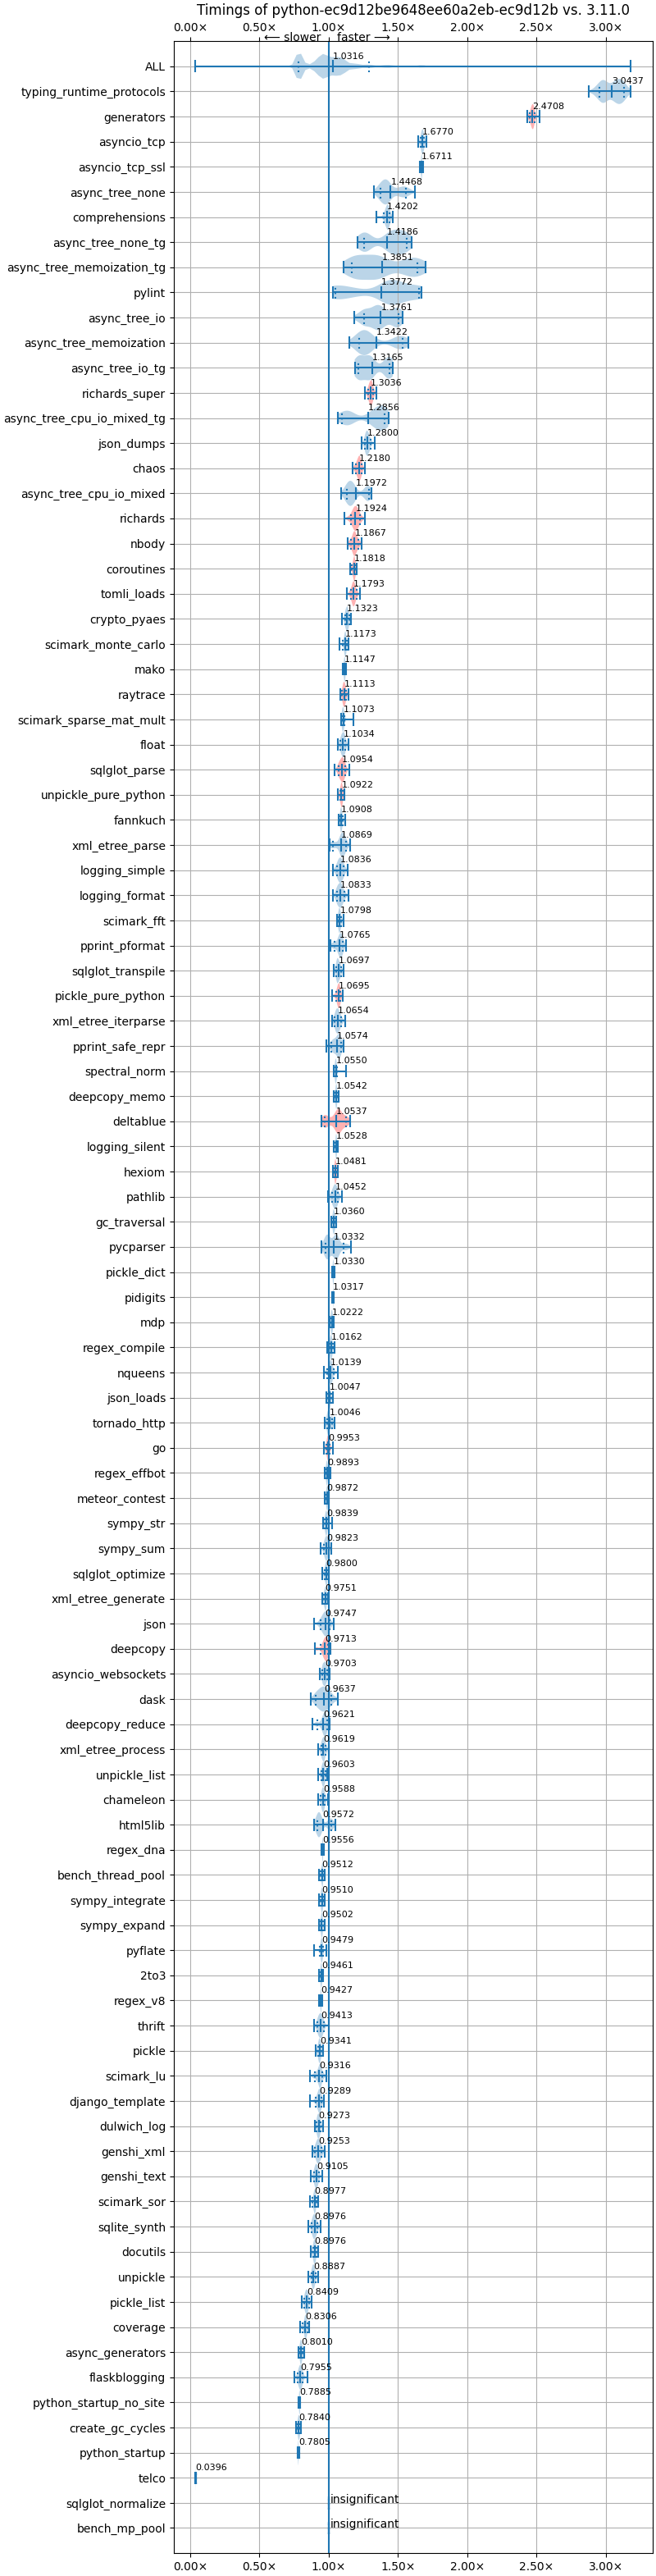 Timings of python-ec9d12be9648ee60a2eb-ec9d12b vs. 3.11.0
0.00× 0.50× 1.00× 1.50× 2.00× 2.50× 3.00×
⟵ slower faster ⟶
ALL 1.0316
typing_runtime_protocols 3.0437
generators 2.4708
asyncio_tcp 1.6770
asyncio_tcp_ssl 1.6711
async_tree_none 1.4468
comprehensions 1.4202
async_tree_none_tg 1.4186
async_tree_memoization_tg 1.3851
pylint 1.3772
async_tree_io 1.3761
async_tree_memoization 1.3422
async_tree_io_tg 1.3165
richards_super 1.3036
async_tree_cpu_io_mixed_tg 1.2856
json_dumps 1.2800
chaos 1.2180
async_tree_cpu_io_mixed 1.1972
richards 1.1924
nbody 1.1867
coroutines 1.1818
tomli_loads 1.1793
crypto_pyaes 1.1323
scimark_monte_carlo 1.1173
mako 1.1147
raytrace 1.1113
scimark_sparse_mat_mult 1.1073
float 1.1034
sqlglot_parse 1.0954
unpickle_pure_python 1.0922
fannkuch 1.0908
xml_etree_parse 1.0869
logging_simple 1.0836
logging_format 1.0833
scimark_fft 1.0798
pprint_pformat 1.0765
sqlglot_transpile 1.0697
pickle_pure_python 1.0695
xml_etree_iterparse 1.0654
pprint_safe_repr 1.0574
spectral_norm 1.0550
deepcopy_memo 1.0542
deltablue 1.0537
logging_silent 1.0528
hexiom 1.0481
pathlib 1.0452
gc_traversal 1.0360
pycparser 1.0332
pickle_dict 1.0330
pidigits 1.0317
mdp 1.0222
regex_compile 1.0162
nqueens 1.0139
json_loads 1.0047
tornado_http 1.0046
go 0.9953
regex_effbot 0.9893
meteor_contest 0.9872
sympy_str 0.9839
sympy_sum 0.9823
sqlglot_optimize 0.9800
xml_etree_generate 0.9751
json 0.9747
deepcopy 0.9713
asyncio_websockets 0.9703
dask 0.9637
deepcopy_reduce 0.9621
xml_etree_process 0.9619
unpickle_list 0.9603
chameleon 0.9588
html5lib 0.9572
regex_dna 0.9556
bench_thread_pool 0.9512
sympy_integrate 0.9510
sympy_expand 0.9502
pyflate 0.9479
2to3 0.9461
regex_v8 0.9427
thrift 0.9413
pickle 0.9341
scimark_lu 0.9316
django_template 0.9289
dulwich_log 0.9273
genshi_xml 0.9253
genshi_text 0.9105
scimark_sor 0.8977
sqlite_synth 0.8976
docutils 0.8976
unpickle 0.8887
pickle_list 0.8409
coverage 0.8306
async_generators 0.8010
flaskblogging 0.7955
python_startup_no_site 0.7885
create_gc_cycles 0.7840
python_startup 0.7805
telco 0.0396
sqlglot_normalize insignificant
bench_mp_pool insignificant
0.00× 0.50× 1.00× 1.50× 2.00× 2.50× 3.00×